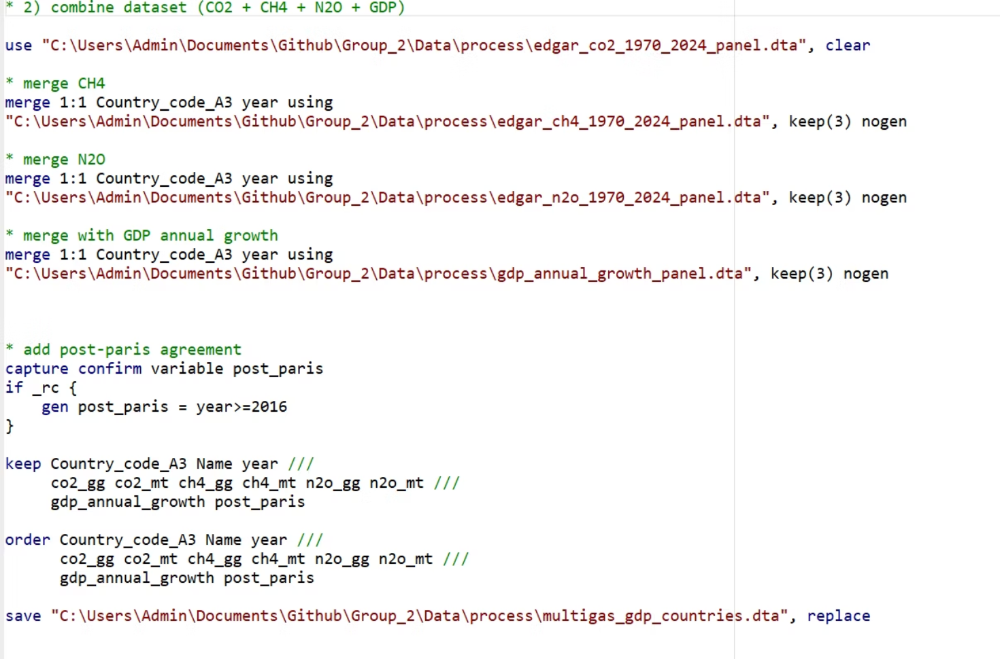 * 2) combine dataset (CO2 + CH4 + N2O + GDP)
use "C:\Users\Admin\Documents\Github\Group_2\Data\process\edgar_co2_1970_2024_panel.dta", clear
* merge CH4
merge 1:1 Country_code_A3 year using
"C:\Users\Admin\Documents\Github\Group_2\Data\process\edgar_ch4_1970_2024_panel.dta", keep(3) nogen
* merge N2O
merge 1:1 Country_code_A3 year using
"C:\Users\Admin\Documents\Github\Group_2\Data\process\edgar_n2o_1970_2024_panel.dta", keep(3) nogen
* merge with GDP annual growth
merge 1:1 Country_code_A3 year using
"C:\Users\Admin\Documents\Github\Group_2\Data\process\gdp_annual_growth_panel.dta", keep(3) nogen
* add post-paris agreement
capture confirm variable post_paris
if _rc {
    gen post_paris = year>=2016
}
keep Country_code_A3 Name year ///
     co2_gg co2_mt ch4_gg ch4_mt n2o_gg n2o_mt ///
     gdp_annual_growth post_paris
order Country_code_A3 Name year ///
      co2_gg co2_mt ch4_gg ch4_mt n2o_gg n2o_mt ///
      gdp_annual_growth post_paris
save "C:\Users\Admin\Documents\Github\Group_2\Data\process\multigas_gdp_countries.dta", replace